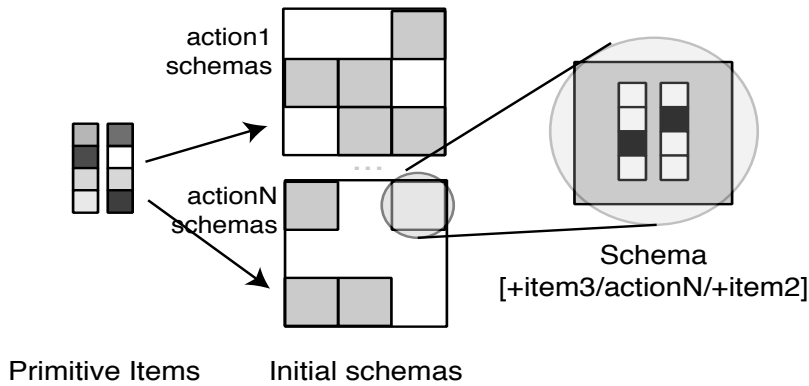 action1
schemas
...
actionN
schemas
Schema
[+item3/actionN/+item2]
Primitive Items
Initial schemas